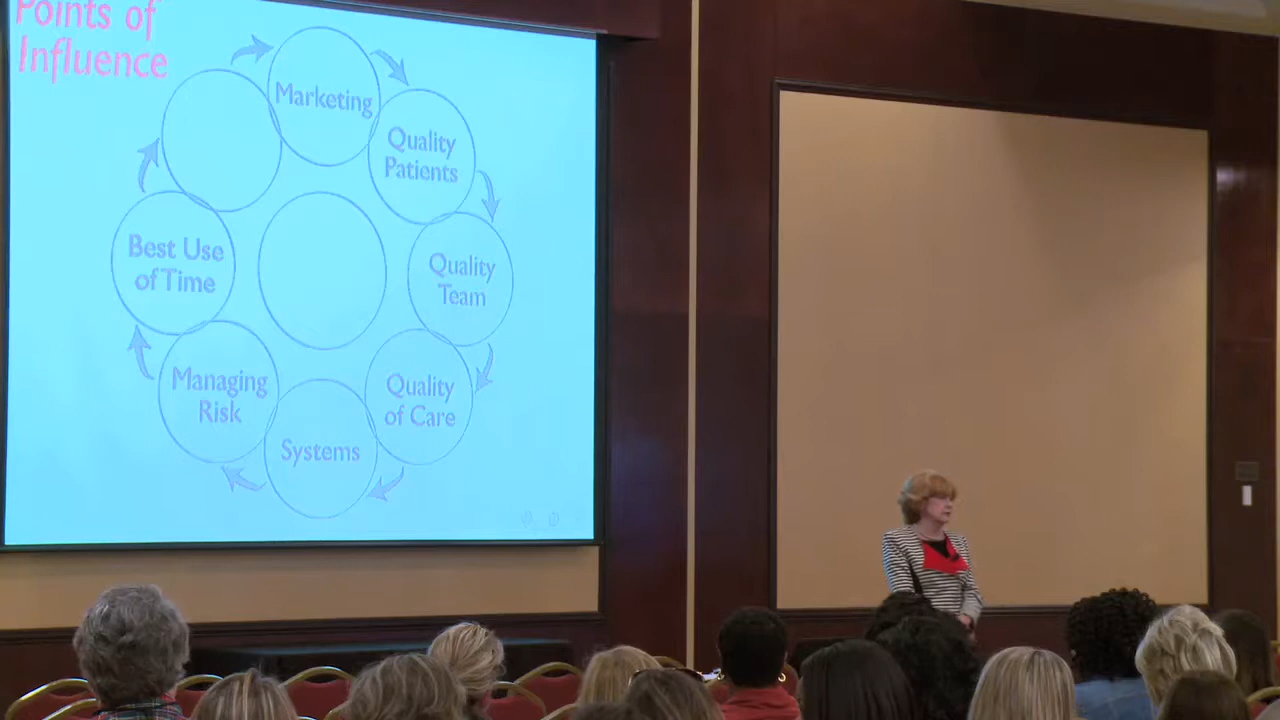 Points of
Influence
Marketing
Quality
Patients
Quality
Team
Quality
of Care
Systems
Managing
Risk
Best Use
of Time